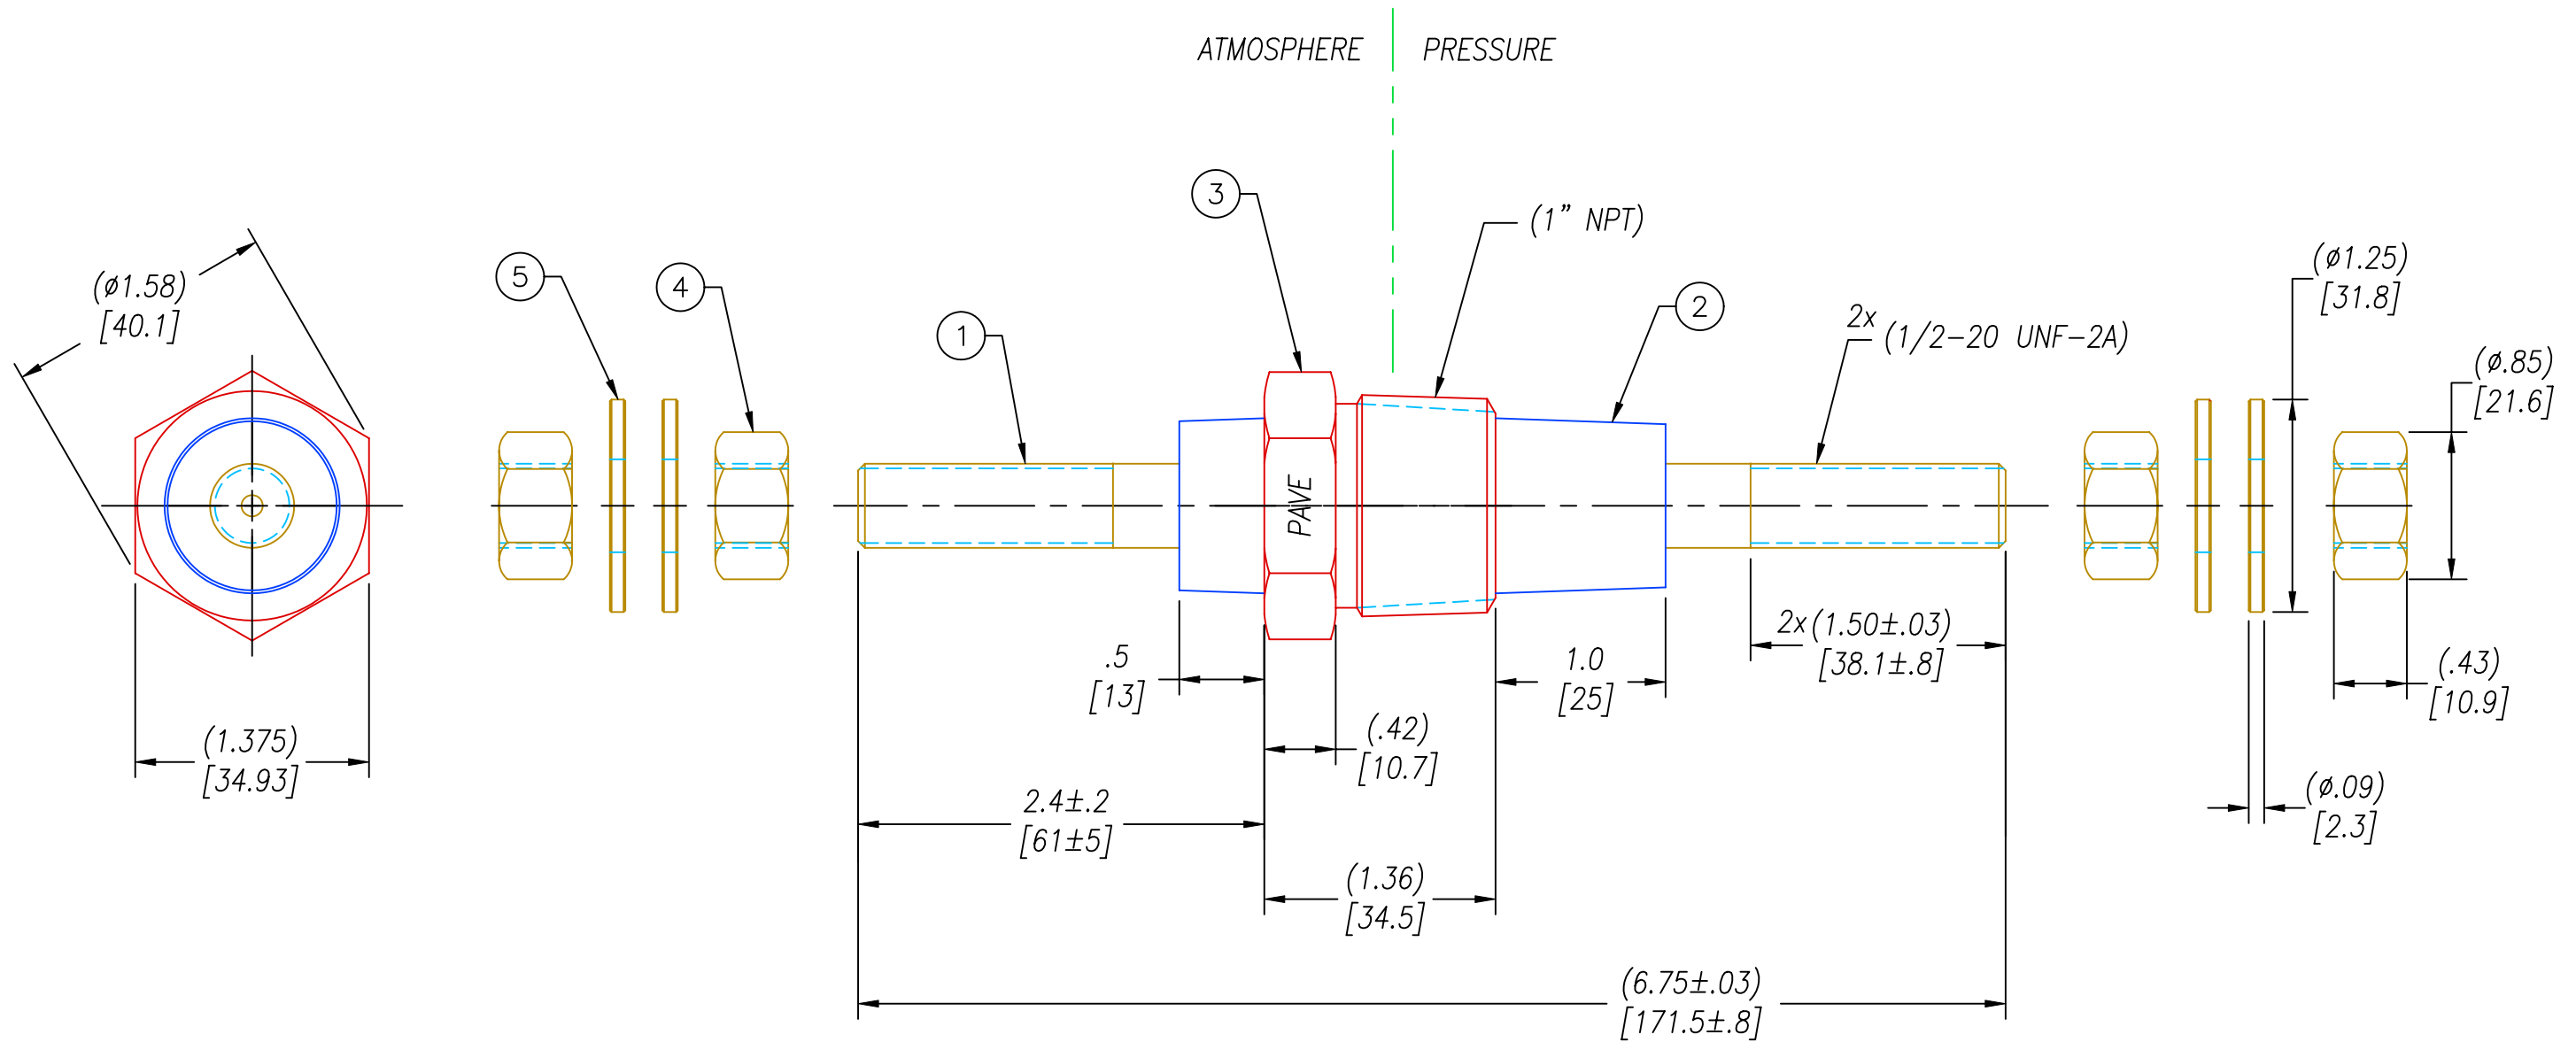 ATMOSPHERE
PRESSURE
3
(1" NPT)
5
4
1
2
(ø1.58)
[40.1]
2x (1/2-20 UNF-2A)
(ø1.25)
[31.8]
(ø.85)
[21.6]
PAVE
.5
[13]
1.0
[25]
2x(1.50±.03)
[38.1±.8]
(.43)
[10.9]
(1.375)
[34.93]
(.42)
[10.7]
2.4±.2
[61±5]
(ø.09)
[2.3]
(1.36)
[34.5]
(6.75±.03)
[171.5±.8]